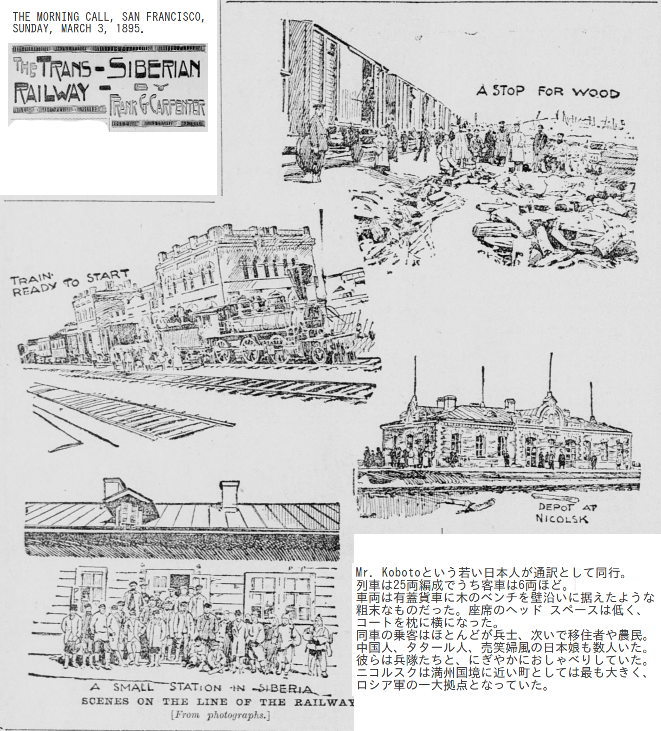 THE MORNING CALL, SAN FRANCISCO,
SUNDAY, MARCH 3, 1895.
THE TRANS-SIBERIAN
RAILWAY - BY
FRANK G CARPENTER
A STOP FOR WOOD
TRAIN
READY TO START
DEPOT AT
NICOLSK
A SMALL STATION IN SIBERIA
SCENES ON THE LINE OF THE RAILWAY
[From photographs.]
Mr. Kobotoという若い日本人が通訳として同行。
列車は25両編成でうち客車は6両ほど。
車両は有蓋貨車に木のベンチを壁沿いに据えたような
粗末なものだった。座席のヘッド スペースは低く、
コートを枕に横になった。
同車の乗客はほとんどが兵士、次いで移住者や農民。
中国人、タタール人、売笑婦風の日本娘も数人いた。
彼らは兵隊たちと、にぎやかにおしゃべりしていた。
ニコルスクは満州国境に近い町としては最も大きく、
ロシア軍の一大拠点となっていた。